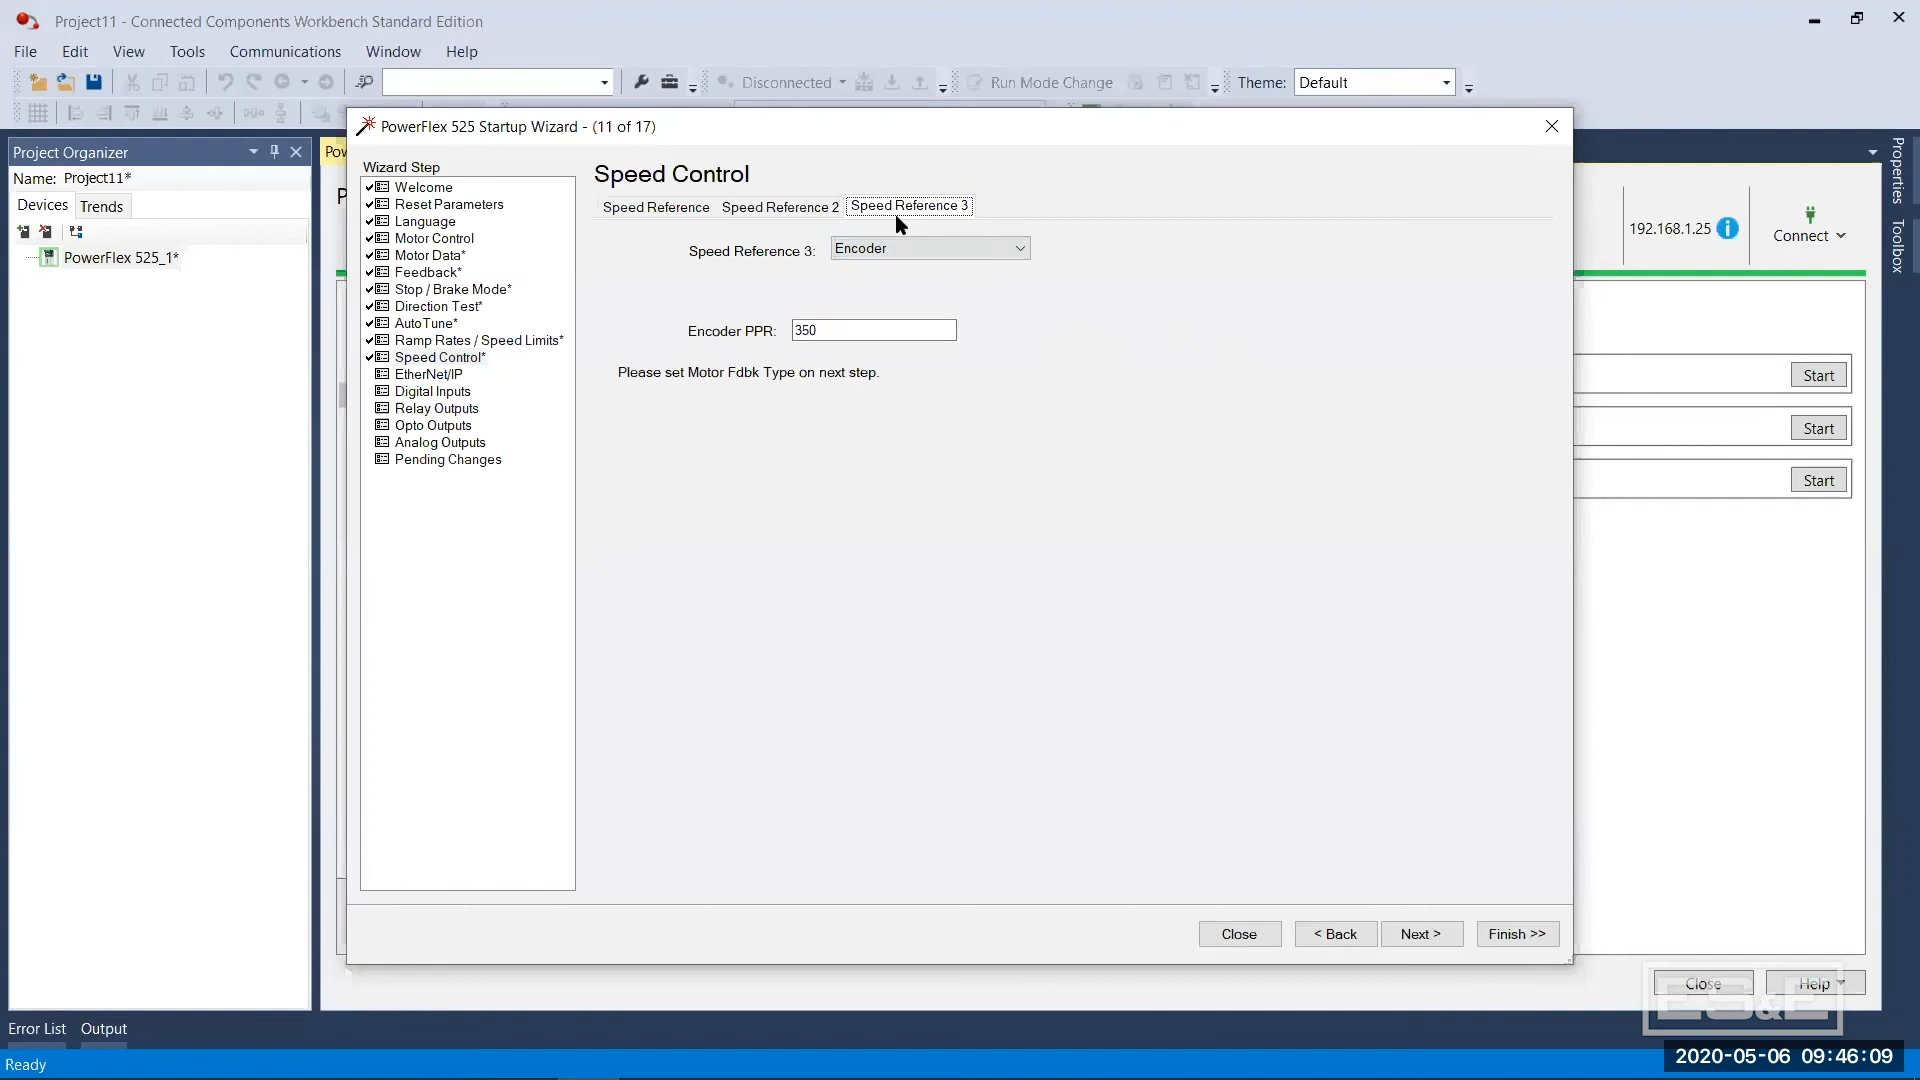 Project11 - Connected Components Workbench Standard Edition
File Edit View Tools Communications Window Help
Disconnected Run Mode Change Theme: Default
PowerFlex 525 Startup Wizard - (11 of 17)
Project Organizer
Name: Project11*
Devices Trends
PowerFlex 525_1*
Pow
P
Wizard Step
Welcome
Reset Parameters
Language
Motor Control
Motor Data*
Feedback*
Stop / Brake Mode*
Direction Test*
AutoTune*
Ramp Rates / Speed Limits*
Speed Control*
EtherNet/IP
Digital Inputs
Relay Outputs
Opto Outputs
Analog Outputs
Pending Changes
Speed Control
Speed Reference Speed Reference 2 Speed Reference 3
Speed Reference 3: Encoder
Encoder PPR: 350
Please set Motor Fdbk Type on next step.
Close < Back Next > Finish >>
192.168.1.25 Connect
Start
Start
Start
Properties
Toolbox
Close Help
ES&E
Error List Output
Ready
2020-05-06 09:46:09